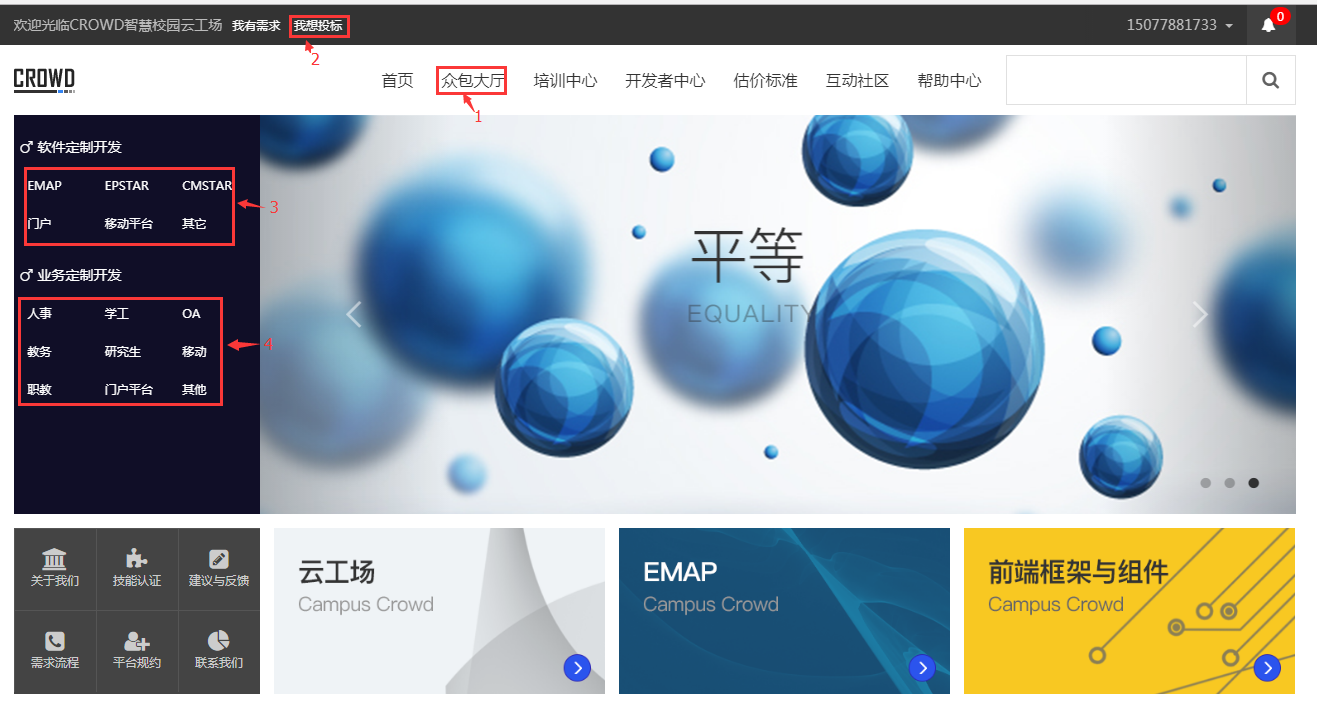 欢迎光临CROWD智慧校园云工场 我有需求 我想投标 15077881733 0
2
CROWD 首页 众包大厅 培训中心 开发者中心 估价标准 互动社区 帮助中心
1
软件定制开发
EMAP EPSTAR CMSTAR
3
门户 移动平台 其它
业务定制开发
人事 学工 OA
4
教务 研究生 移动
职教 门户平台 其他
平等
EQUALITY
关于我们 技能认证 建议与反馈
需求流程 平台规约 联系我们
云工场
Campus Crowd
EMAP
Campus Crowd
前端框架与组件
Campus Crowd